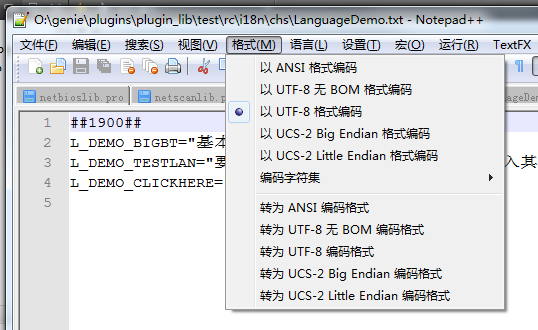 O:\genie\plugins\plugin_lib\test\rc\i18n\chs\LanguageDemo.txt - Notepad++
文件(F) 编辑(E) 搜索(S) 视图(V) 格式(M) 语言(L) 设置(T) 宏(O) 运行(R) TextFX
netbioslib.pro netscanlib.p
以 ANSI 格式编码
以 UTF-8 无 BOM 格式编码
以 UTF-8 格式编码
以 UCS-2 Big Endian 格式编码
以 UCS-2 Little Endian 格式编码
编码字符集
转为 ANSI 编码格式
转为 UTF-8 无 BOM 编码格式
转为 UTF-8 编码格式
转为 UCS-2 Big Endian 编码格式
转为 UCS-2 Little Endian 编码格式
1 ##1900##
2 L_DEMO_BIGBT="基本
3 L_DEMO_TESTLAN="要 入其
4 L_DEMO_CLICKHERE=
5